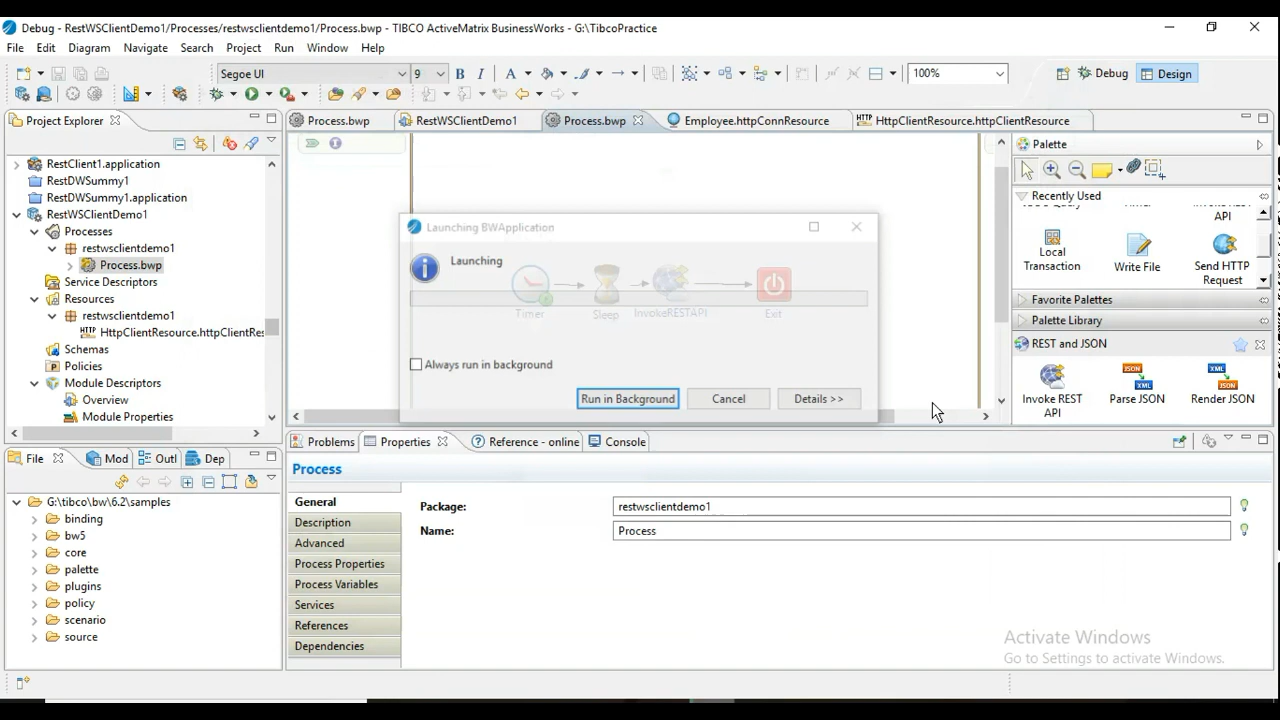 Debug - RestWSClientDemo1/Processes/restwsclientdemo1/Process.bwp - TIBCO ActiveMatrix BusinessWorks - G:\TibcoPractice
File Edit Diagram Navigate Search Project Run Window Help
Segoe UI 9 B I A 100% Debug Design
Project Explorer
Process.bwp RestWSClientDemo1 Process.bwp Employee.httpConnResource HTTP HttpClientResource.httpClientResource
Palette
RestClient1.application
RestDWSummy1
RestDWSummy1.application
RestWSClientDemo1
Processes
restwsclientdemo1
Process.bwp
Service Descriptors
Resources
restwsclientdemo1
HTTP HttpClientResource.httpClientRes
Schemas
Policies
Module Descriptors
Overview
Module Properties
Launching BWApplication
Launching
Timer Sleep InvokeRESTAPI Exit
Always run in background
Run in Background Cancel Details >>
Recently Used
API
Local Transaction
Write File
Send HTTP Request
Favorite Palettes
Palette Library
REST and JSON
JSON XML
XML JSON
Invoke REST API
Parse JSON
Render JSON
File Mod Outl Dep
G:\tibco\bw\6.2\samples
binding
bw5
core
palette
plugins
policy
scenario
source
Problems Properties Reference - online Console
Process
General
Description
Advanced
Process Properties
Process Variables
Services
References
Dependencies
Package: restwsclientdemo1
Name: Process
Activate Windows
Go to Settings to activate Windows.